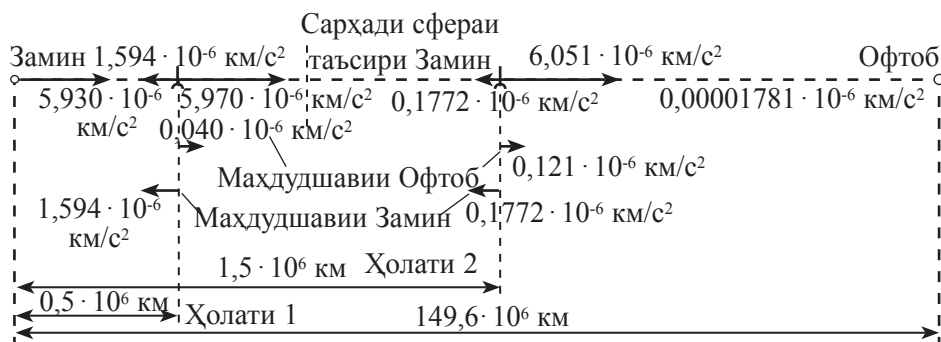 Сарҳади сфераи
таъсири Замин
Замин 1,594 · 10⁻⁶ км/с²
6,051 · 10⁻⁶ км/с²
Офтоб
5,930 · 10⁻⁶
км/с²
5,970 · 10⁻⁶ км/с²
0,1772 · 10⁻⁶ км/с²
0,00001781 · 10⁻⁶ км/с²
0,040 · 10⁻⁶ км/с²
Маҳдудшавии Офтоб
0,121 · 10⁻⁶
км/с²
1,594 · 10⁻⁶
км/с²
Маҳдудшавии Замин
0,1772 · 10⁻⁶ км/с²
1,5 · 10⁶ км
Ҳолати 2
0,5 · 10⁶ км
Ҳолати 1
149,6 · 10⁶ км